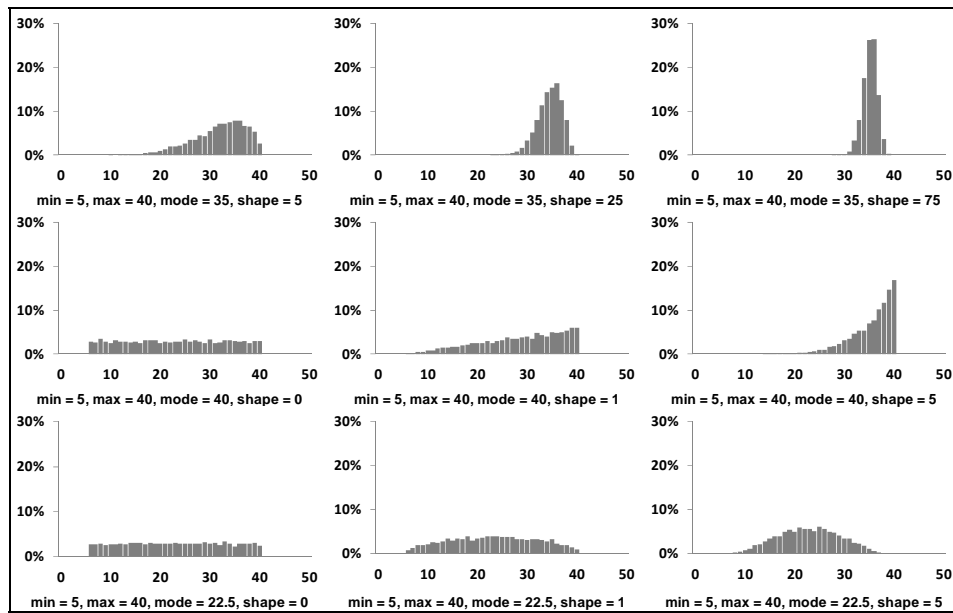 30% 30% 30%
20% 20% 20%
10% 10% 10%
0% 0% 0%
0 10 20 30 40 50 0 10 20 30 40 50 0 10 20 30 40 50
min = 5, max = 40, mode = 35, shape = 5 min = 5, max = 40, mode = 35, shape = 25 min = 5, max = 40, mode = 35, shape = 75
30% 30% 30%
20% 20% 20%
10% 10% 10%
0% 0% 0%
0 10 20 30 40 50 0 10 20 30 40 50 0 10 20 30 40 50
min = 5, max = 40, mode = 40, shape = 0 min = 5, max = 40, mode = 40, shape = 1 min = 5, max = 40, mode = 40, shape = 5
30% 30% 30%
20% 20% 20%
10% 10% 10%
0% 0% 0%
0 10 20 30 40 50 0 10 20 30 40 50 0 10 20 30 40 50
min = 5, max = 40, mode = 22.5, shape = 0 min = 5, max = 40, mode = 22.5, shape = 1 min = 5, max = 40, mode = 22.5, shape = 5